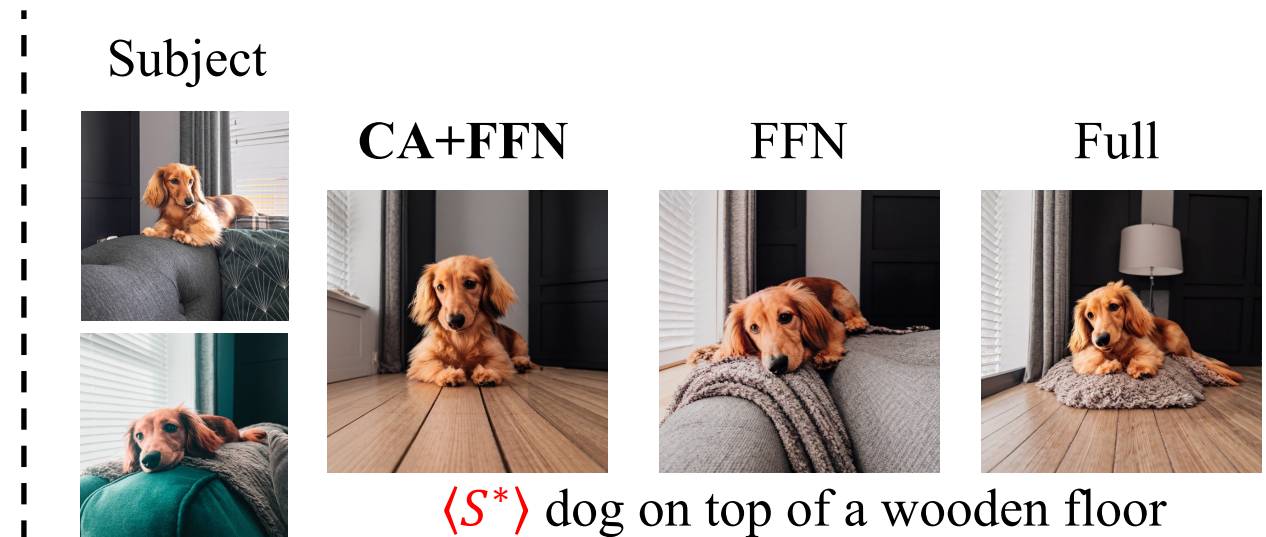 Subject
CA+FFN FFN Full
⟨S*⟩ dog on top of a wooden floor